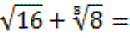 √16 + ∛8 =